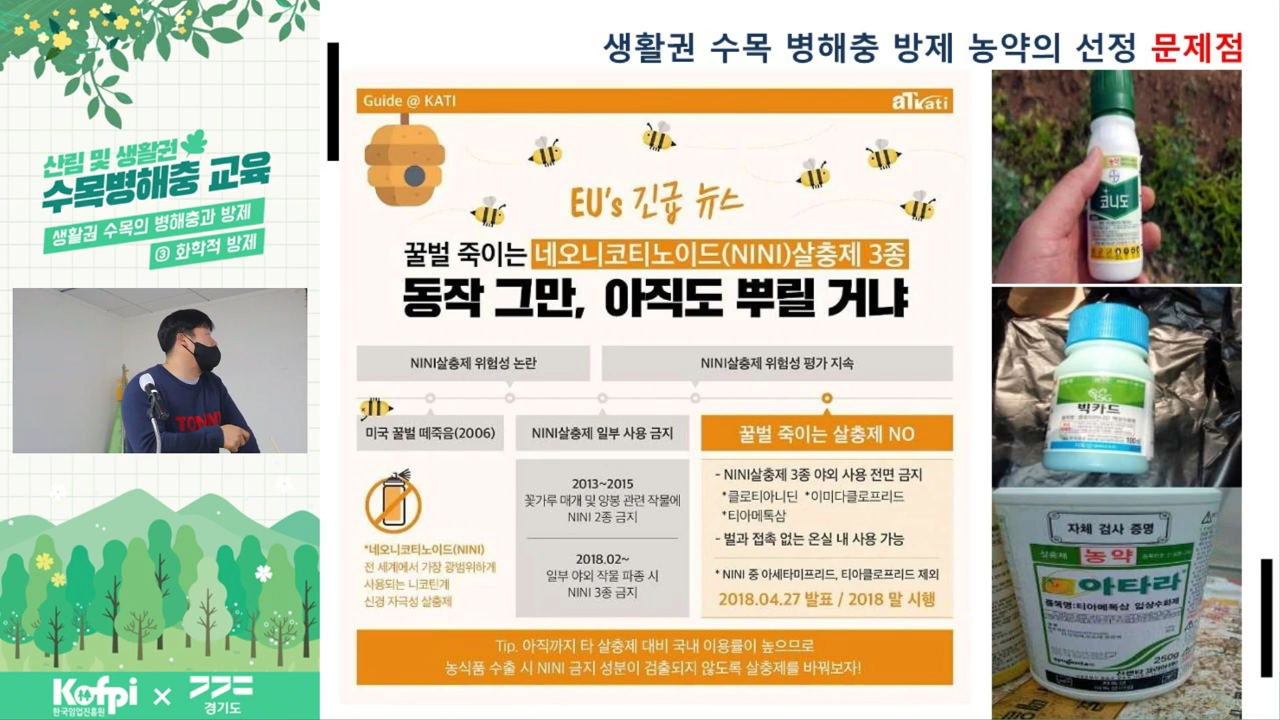 생활권 수목 병해충 방제 농약의 선정 문제점
산림 및 생활권
수목병해충 교육
생활권 수목의 병해충과 방제
③ 화학적 방제
TOMM
Kofpi
한국임업진흥원
×
경기도
Guide @ KATI
aT Kati
EU's 긴급 뉴스
꿀벌 죽이는 네오니코티노이드(NINI)살충제 3종
동작 그만, 아직도 뿌릴 거냐
NINI살충제 위험성 논란
NINI살충제 위험성 평가 지속
미국 꿀벌 떼죽음(2006)
*네오니코티노이드(NINI)
전 세계에서 가장 광범위하게
사용되는 니코틴계
신경 자극성 살충제
NINI살충제 일부 사용 금지
2013~2015
꽃가루 매개 및 양봉 관련 작물에
NINI 2종 금지
2018.02~
일부 야외 작물 파종 시
NINI 3종 금지
꿀벌 죽이는 살충제 NO
- NINI살충제 3종 야외 사용 전면 금지
*클로티아니딘 *이미다클로프리드
*티아메톡삼
- 벌과 접촉 없는 온실 내 사용 가능
* NINI 중 아세타미프리드, 티아클로프리드 제외
2018.04.27 발표 / 2018 말 시행
Tip. 아직까지 타 살충제 대비 국내 이용률이 높으므로
농식품 수출 시 NINI 금지 성분이 검출되지 않도록 살충제를 바꿔보자!
코니도
SG
빅카드
자체 검사 증명
살충제
농약
아타라
품목명:티아메톡삼 입상수화제
250g
syngenta